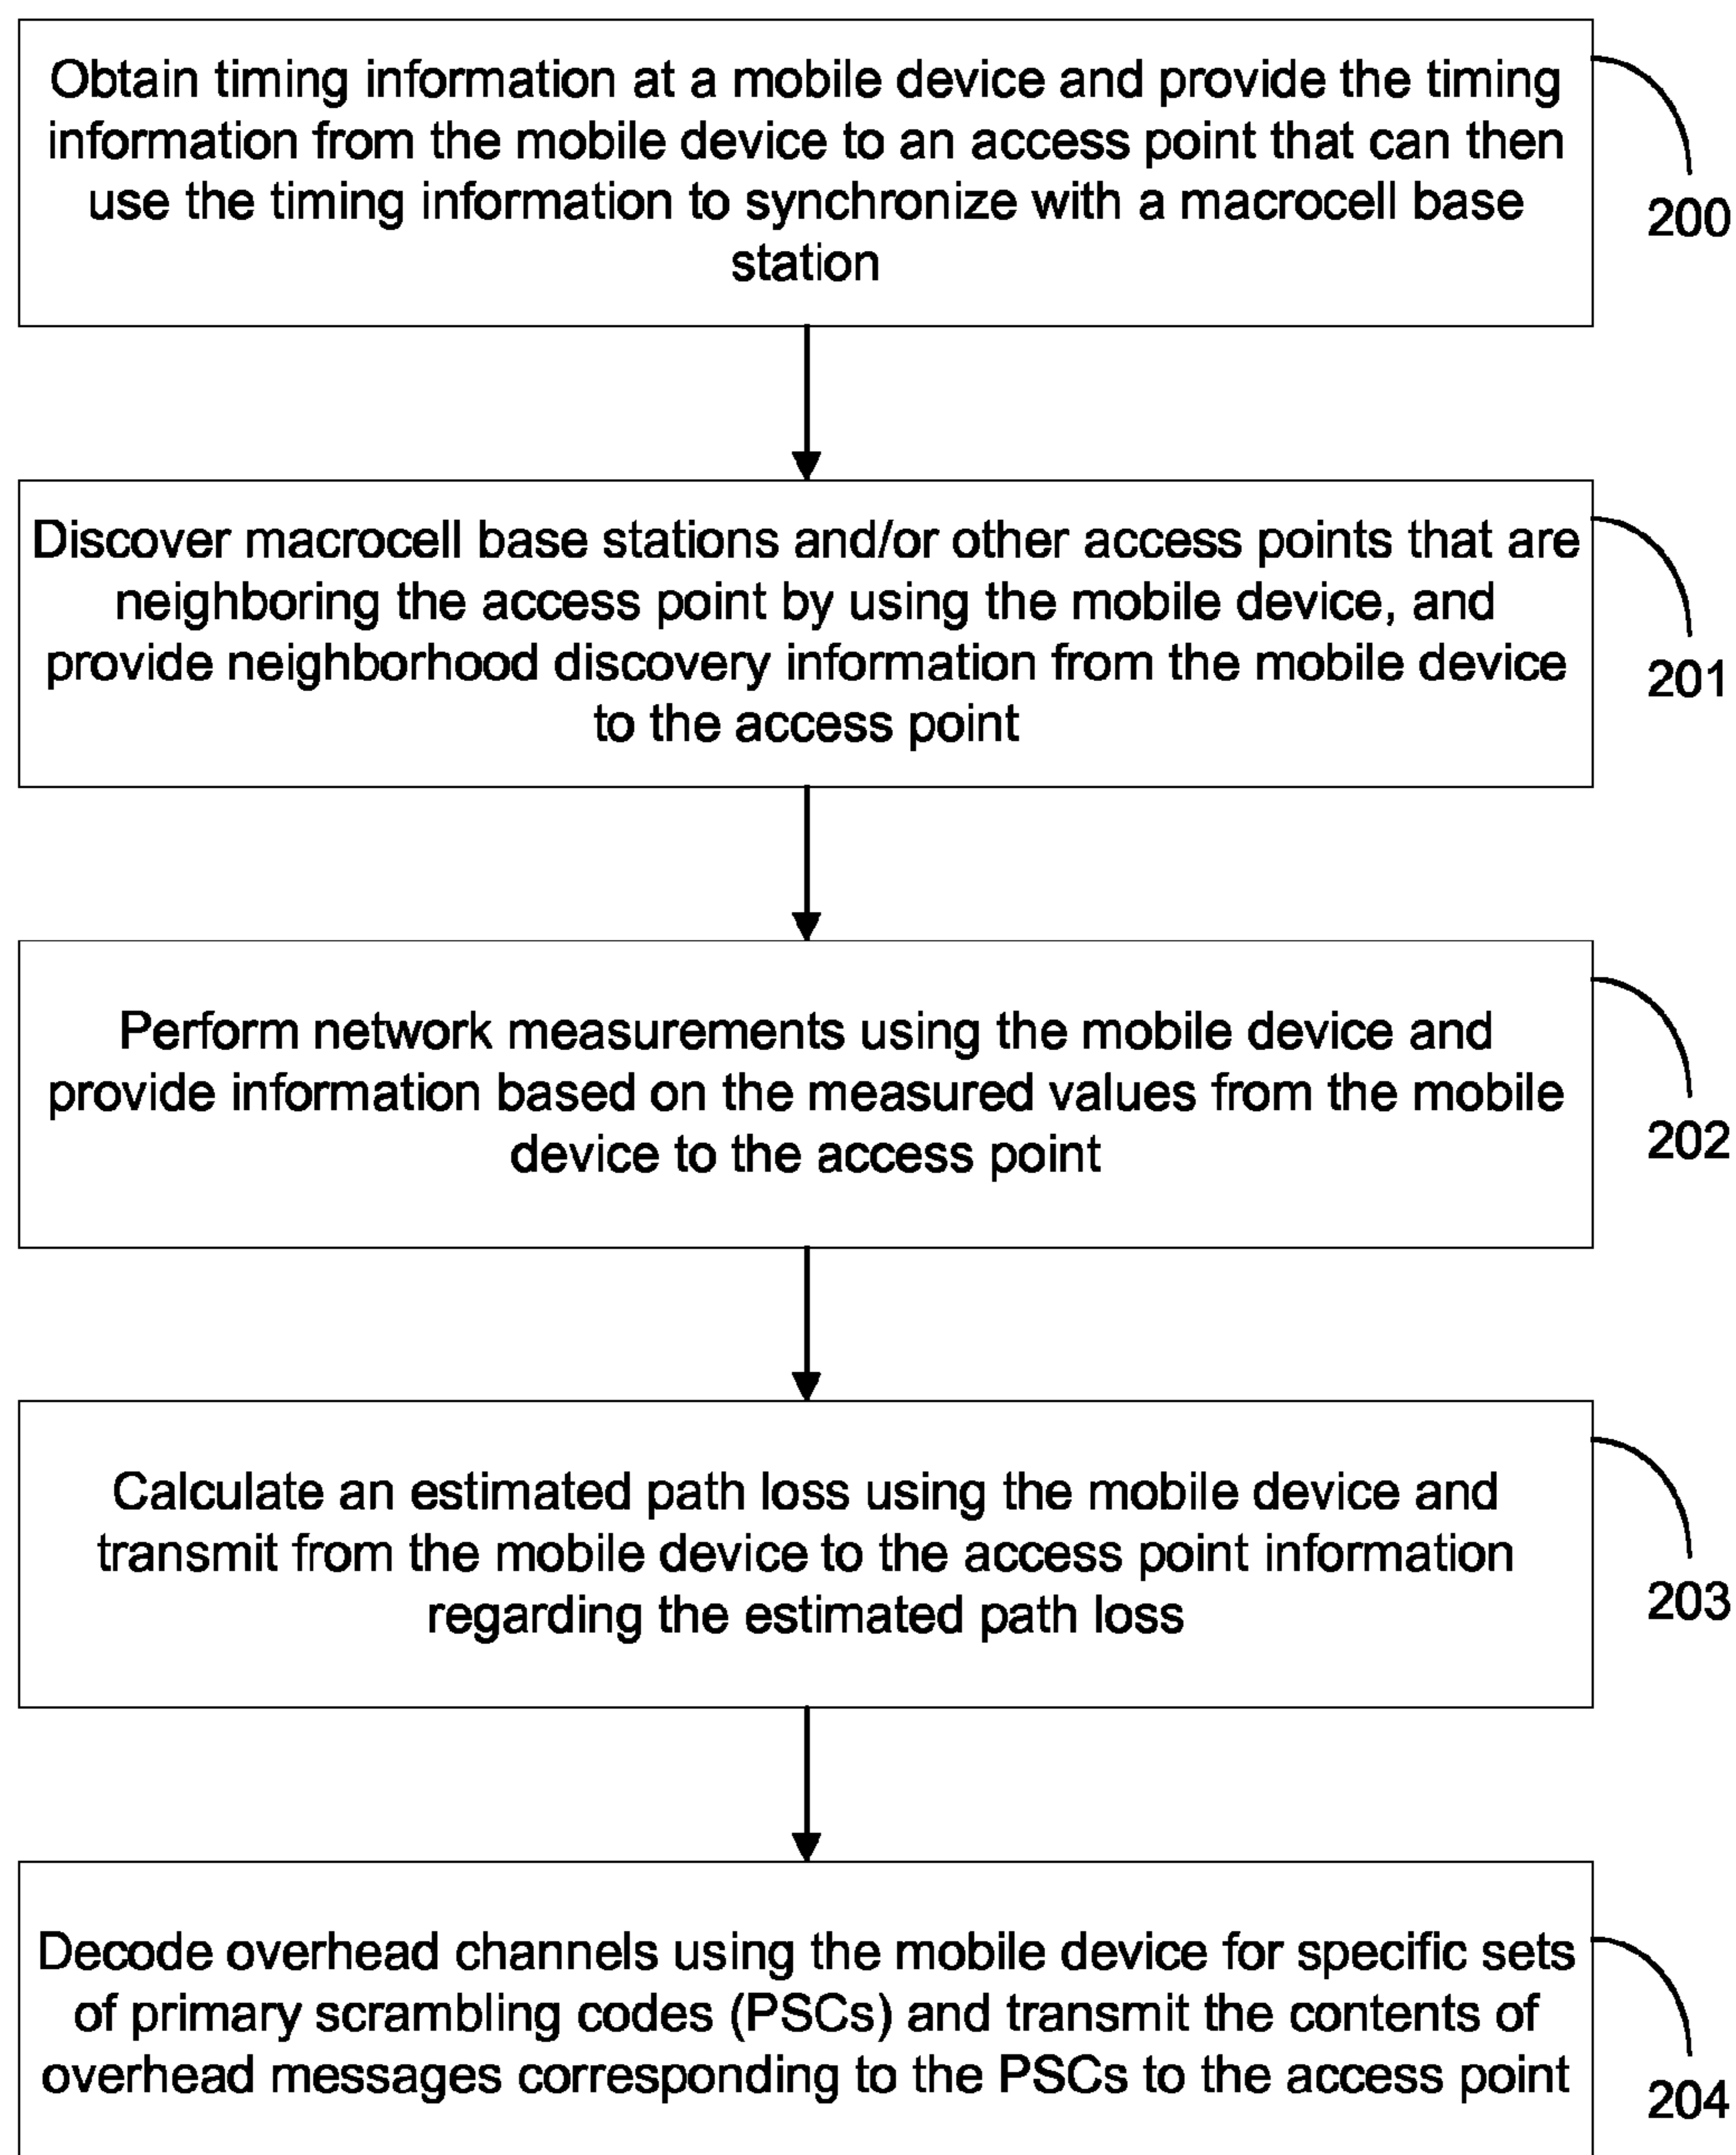 Obtain timing information at a mobile device and provide the timing
information from the mobile device to an access point that can then
use the timing information to synchronize with a macrocell base
station
200
Discover macrocell base stations and/or other access points that are
neighboring the access point by using the mobile device, and
provide neighborhood discovery information from the mobile device
to the access point
201
Perform network measurements using the mobile device and
provide information based on the measured values from the mobile
device to the access point
202
Calculate an estimated path loss using the mobile device and
transmit from the mobile device to the access point information
regarding the estimated path loss
203
Decode overhead channels using the mobile device for specific sets
of primary scrambling codes (PSCs) and transmit the contents of
overhead messages corresponding to the PSCs to the access point
204